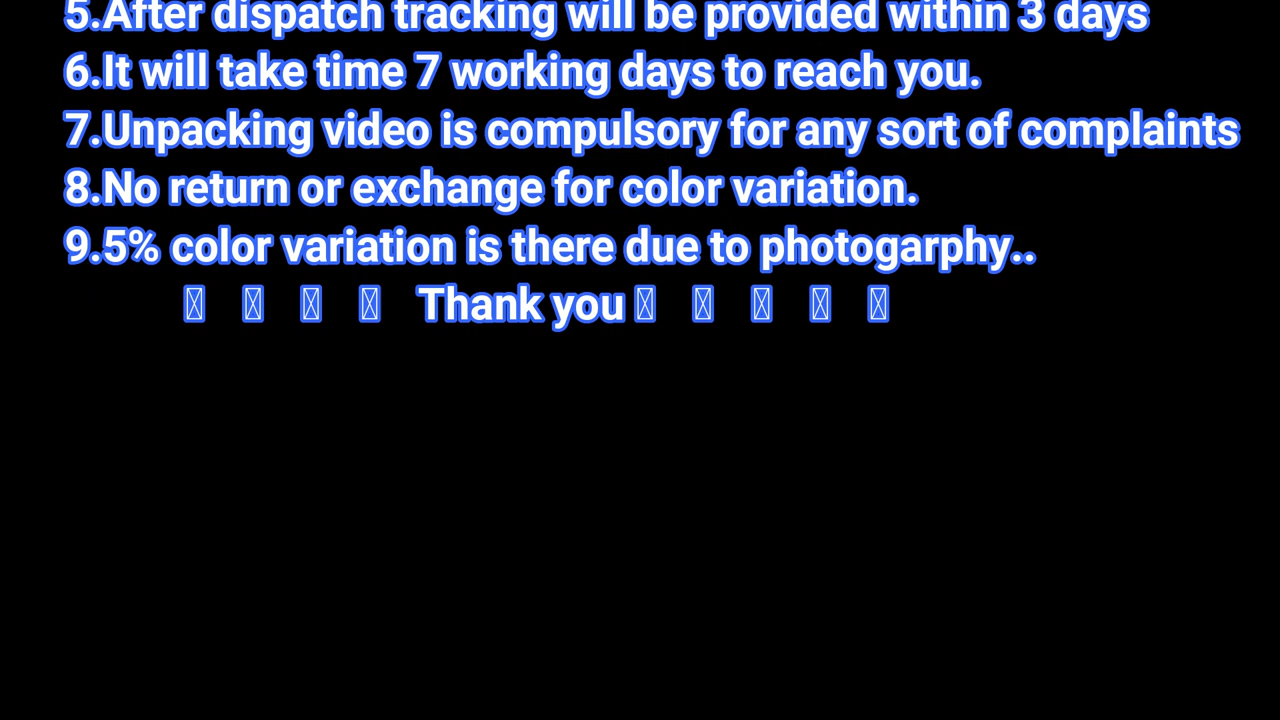 5.After dispatch tracking will be provided within 3 days
6.It will take time 7 working days to reach you.
7.Unpacking video is compulsory for any sort of complaints
8.No return or exchange for color variation.
9.5% color variation is there due to photogarphy..
Thank you